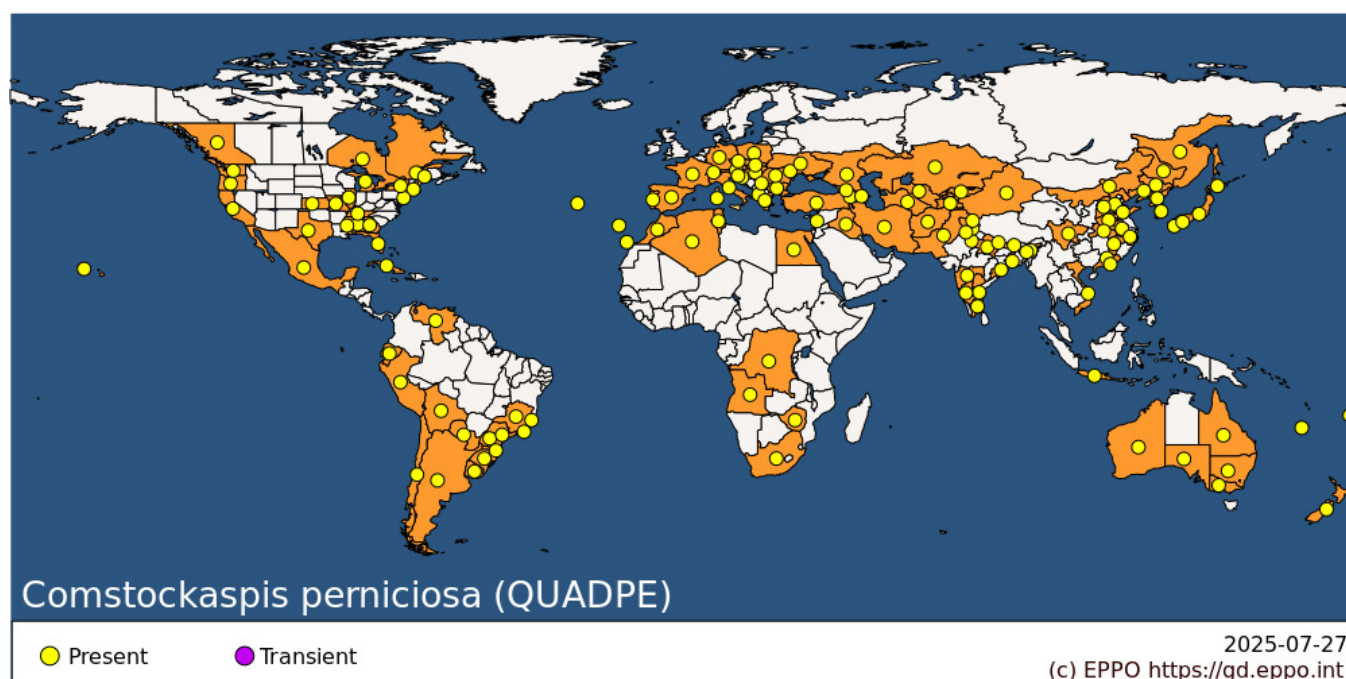 Comstockaspis perniciosa (QUADPE)
Present
Transient
2025-07-27
(c) EPPO https://gd.eppo.int